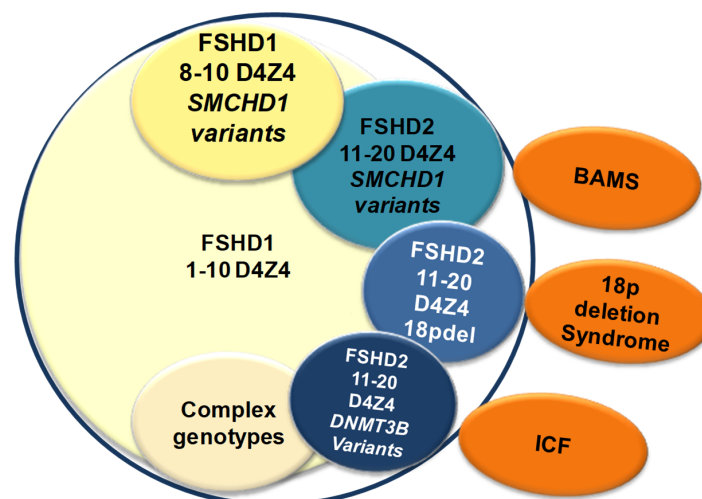 FSHD1
8-10 D4Z4
SMCHD1
variants
FSHD2
11-20 D4Z4
SMCHD1
variants
BAMS
FSHD1
1-10 D4Z4
FSHD2
11-20
D4Z4
18pdel
18p
deletion
Syndrome
FSHD2
11-20
D4Z4
DNMT3B
Variants
Complex
genotypes
ICF